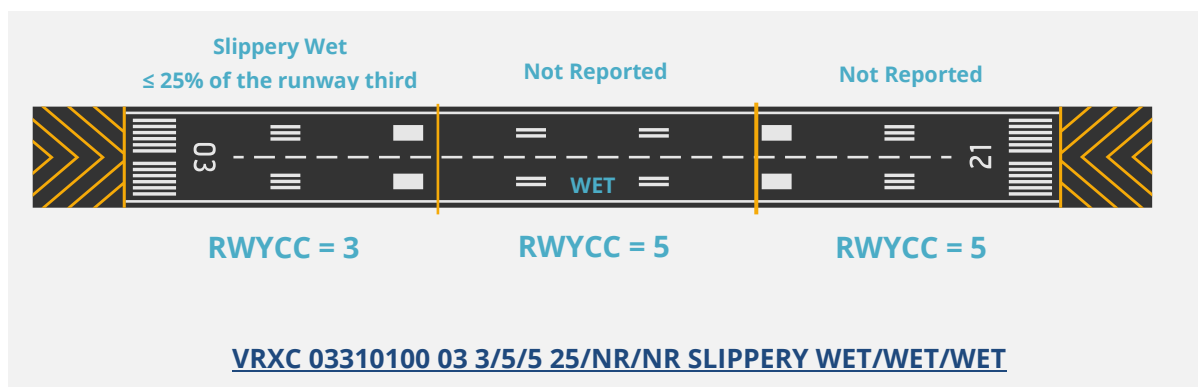 Slippery Wet
≤ 25% of the runway third
Not Reported
Not Reported
03
21
WET
RWYCC = 3
RWYCC = 5
RWYCC = 5
VRXC 03310100 03 3/5/5 25/NR/NR SLIPPERY WET/WET/WET